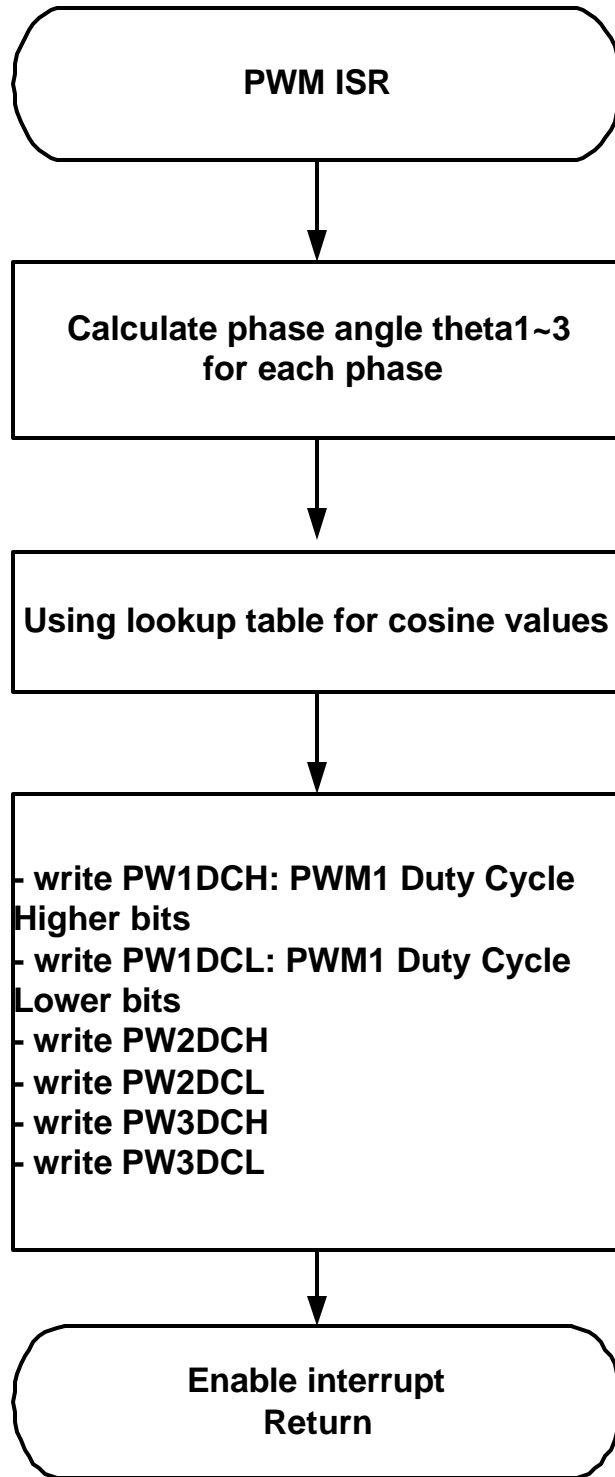 PWM ISR
Calculate phase angle theta1~3
for each phase
Using lookup table for cosine values
- write PW1DCH: PWM1 Duty Cycle
Higher bits
- write PW1DCL: PWM1 Duty Cycle
Lower bits
- write PW2DCH
- write PW2DCL
- write PW3DCH
- write PW3DCL
Enable interrupt
Return